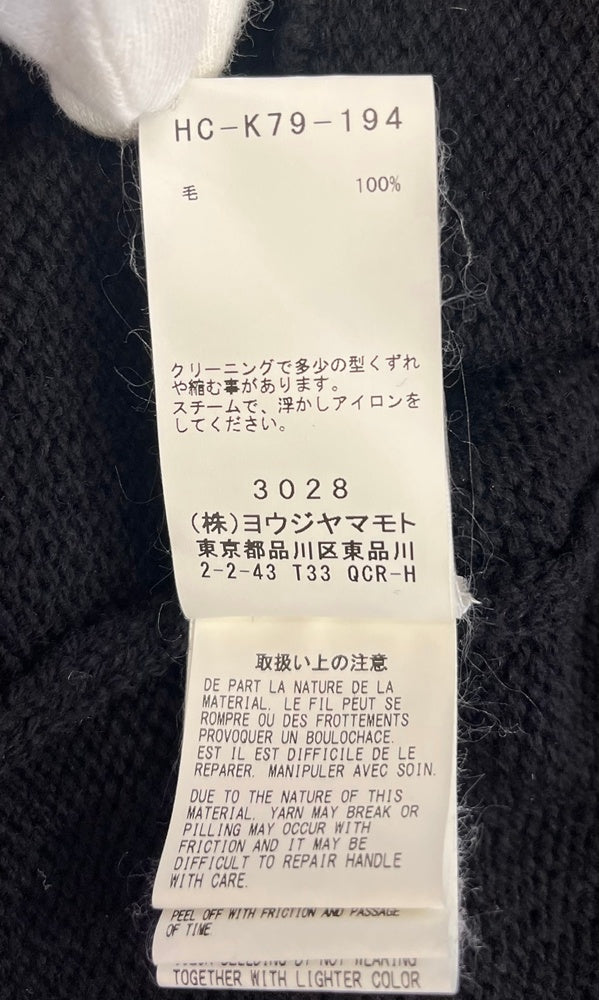 HC-K79-194
毛 100%
クリーニングで多少の型くずれ
や縮む事があります。
スチームで、浮かしアイロンを
してください。
3028
(株)ヨウジヤマモト
東京都品川区東品川
2-2-43 T33 QCR-H
取扱い上の注意
DE PART LA NATURE DE LA
MATERIAL. LE FIL PEUT SE
ROMPRE OU DES FROTTEMENTS
PROVOQUER UN BOULOCHACE.
EST IL EST DIFFICILE DE LE
REPARER. MANIPULER AVEC SOIN.
DUE TO THE NATURE OF THIS
MATERIAL. YARN MAY BREAK OR
PILLING MAY OCCUR WITH
FRICTION AND IT MAY BE
DIFFICULT TO REPAIR HANDLE
WITH CARE.
PEEL OFF WITH FRICTION AND PASSAGE
OF TIME.
BY NOT WEARING
TOGETHER WITH LIGHTER COLOR